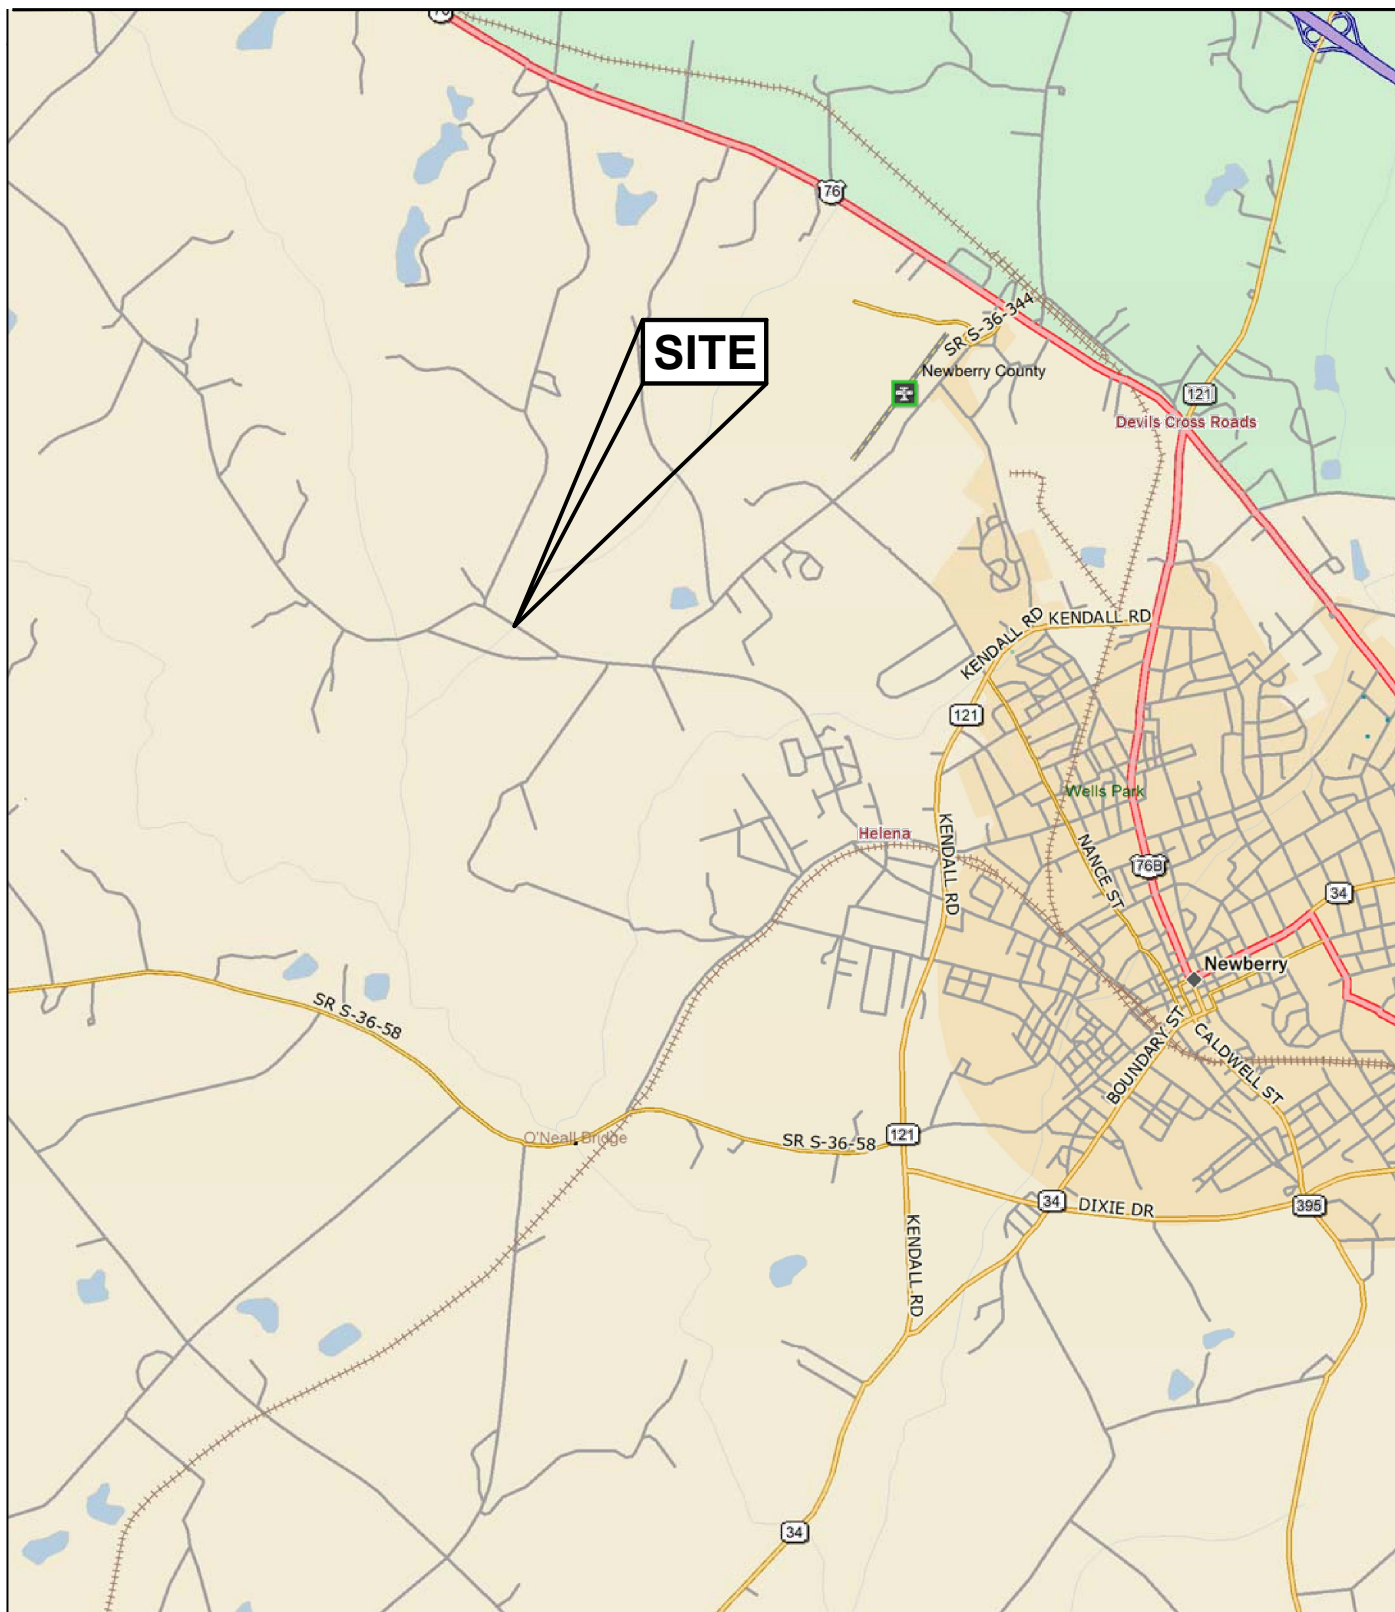 76
76
SR S-36-344
SITE
Newberry County
121
Devils Cross Roads
KENDALL RD
KENDALL RD
121
Wells Park
Helena
KENDALL RD
NANCE ST
76B
34
Newberry
SR S-36-58
BOUNDARY ST
CALDWELL ST
O'Neall Bridge
SR S-36-58
121
34
DIXIE DR
395
KENDALL RD
34